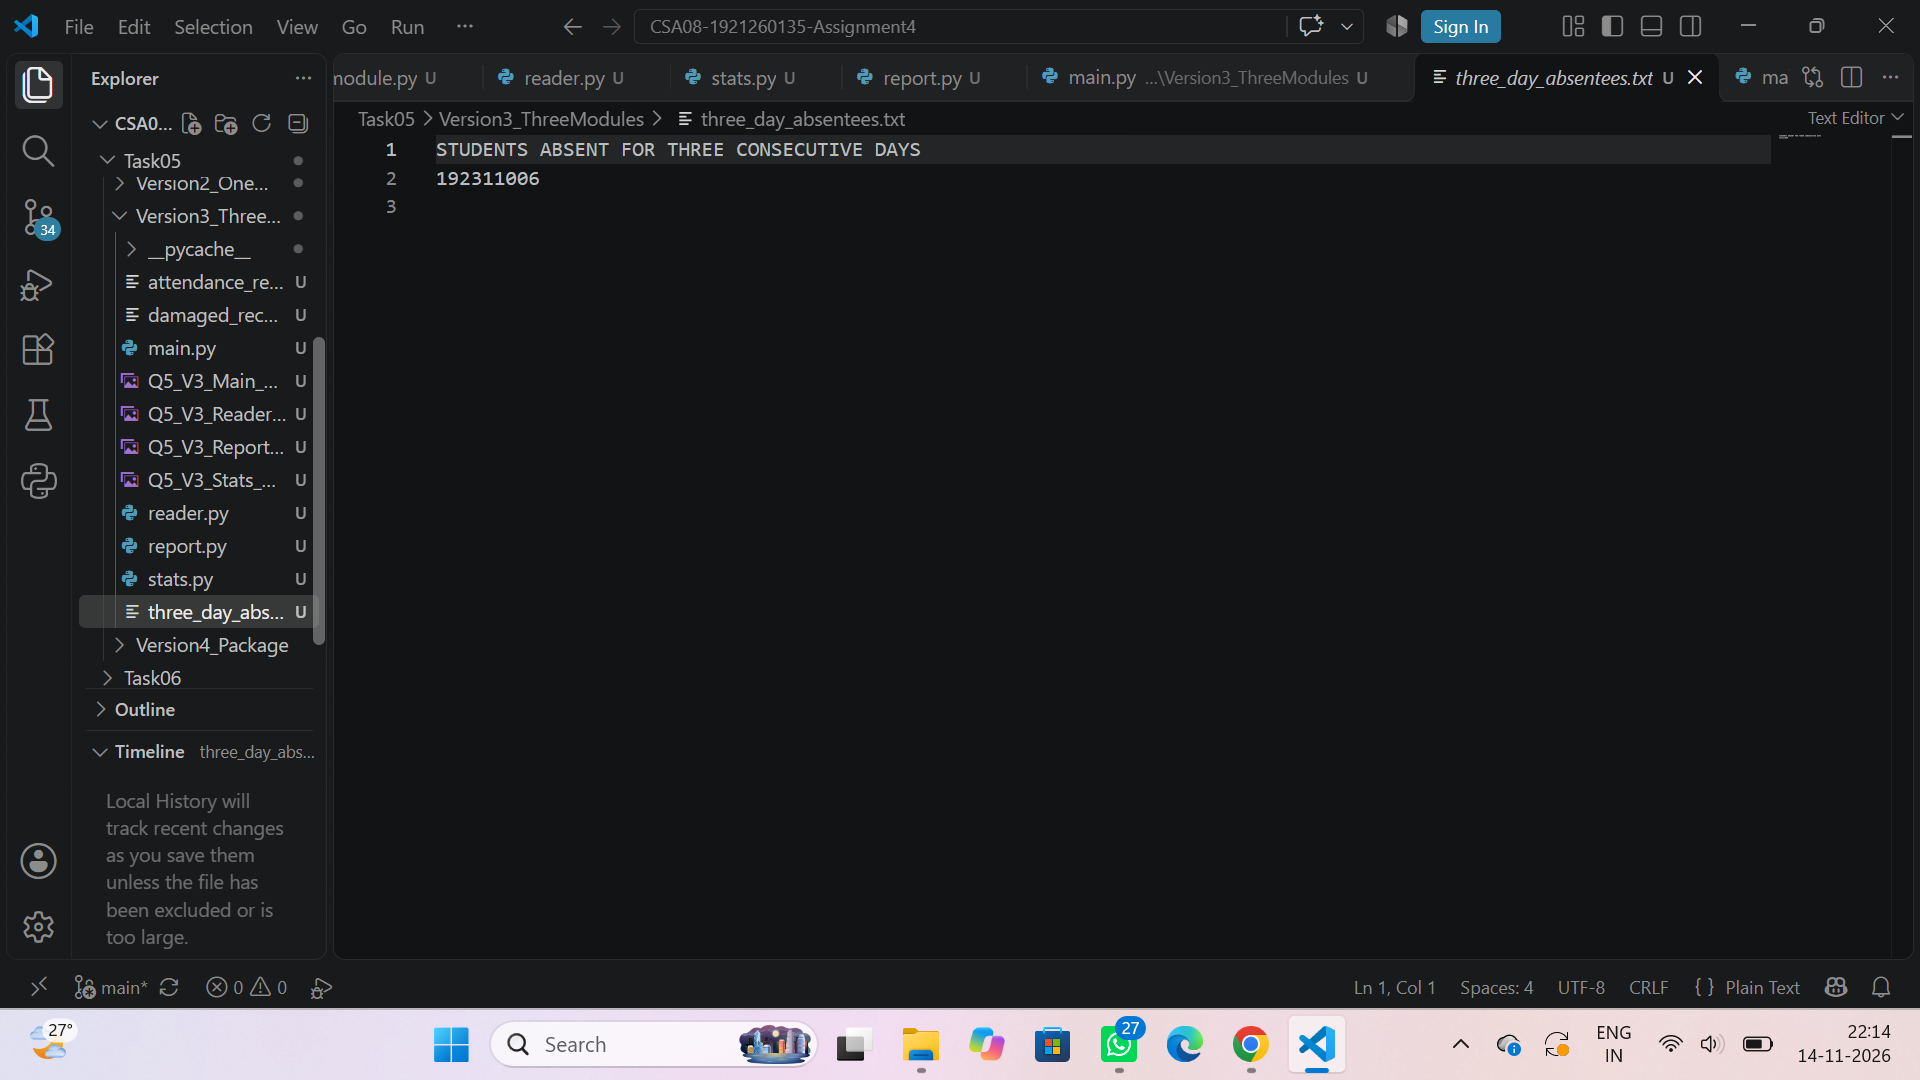 File Edit Selection View Go Run ...
CSA08-1921260135-Assignment4
Sign In
Explorer
module.py U
reader.py U
stats.py U
report.py U
main.py ...\Version3_ThreeModules U
three_day_absentees.txt U
ma
CSA0...
Task05 > Version3_ThreeModules > three_day_absentees.txt
Text Editor
1 STUDENTS ABSENT FOR THREE CONSECUTIVE DAYS
2 192311006
3
Task05
Version2_One...
Version3_Three...
34
__pycache__
attendance_re... U
damaged_rec... U
main.py U
Q5_V3_Main_... U
Q5_V3_Reader... U
Q5_V3_Report... U
Q5_V3_Stats_... U
reader.py U
report.py U
stats.py U
three_day_abs... U
Version4_Package
Task06
Outline
Timeline three_day_abs...
Local History will
track recent changes
as you save them
unless the file has
been excluded or is
too large.
main* 0 0
Ln 1, Col 1 Spaces: 4 UTF-8 CRLF { } Plain Text
27°
Search
27
ENG
IN
22:14
14-11-2026